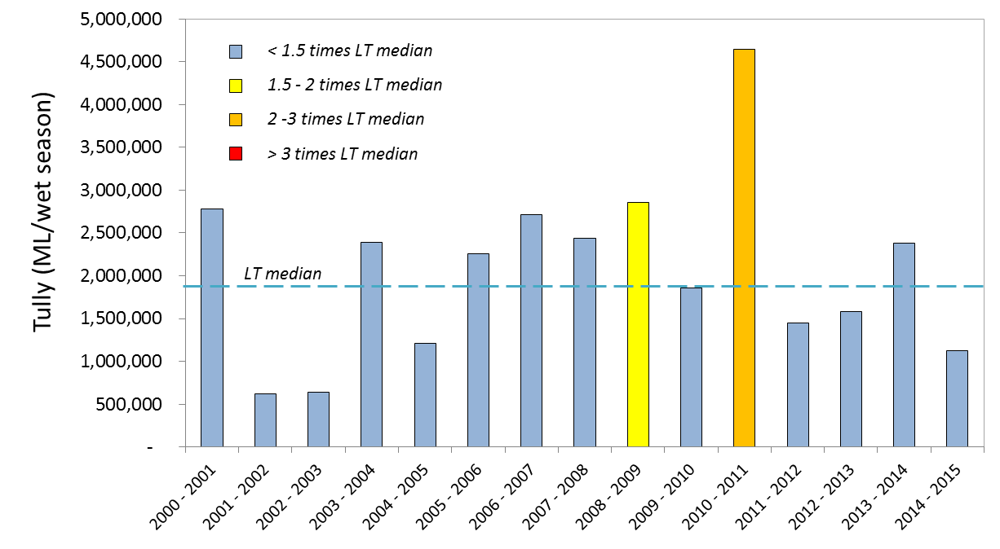 5,000,000
4,500,000
4,000,000
3,500,000
3,000,000
2,500,000
2,000,000
1,500,000
1,000,000
500,000
-
Tully (ML/wet season)
< 1.5 times LT median
1.5 - 2 times LT median
2 -3 times LT median
> 3 times LT median
LT median
2000 - 2001
2001 - 2002
2002 - 2003
2003 - 2004
2004 - 2005
2005 - 2006
2006 - 2007
2007 - 2008
2008 - 2009
2009 - 2010
2010 - 2011
2011 - 2012
2012 - 2013
2013 - 2014
2014 - 2015